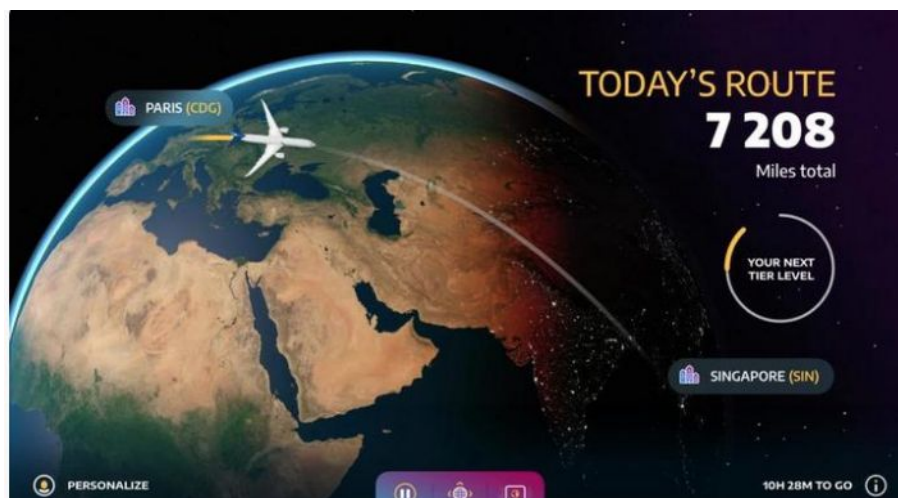 TODAY'S ROUTE
7 208
Miles total
PARIS (CDG)
YOUR NEXT
TIER LEVEL
SINGAPORE (SIN)
PERSONALIZE
10H 28M TO GO